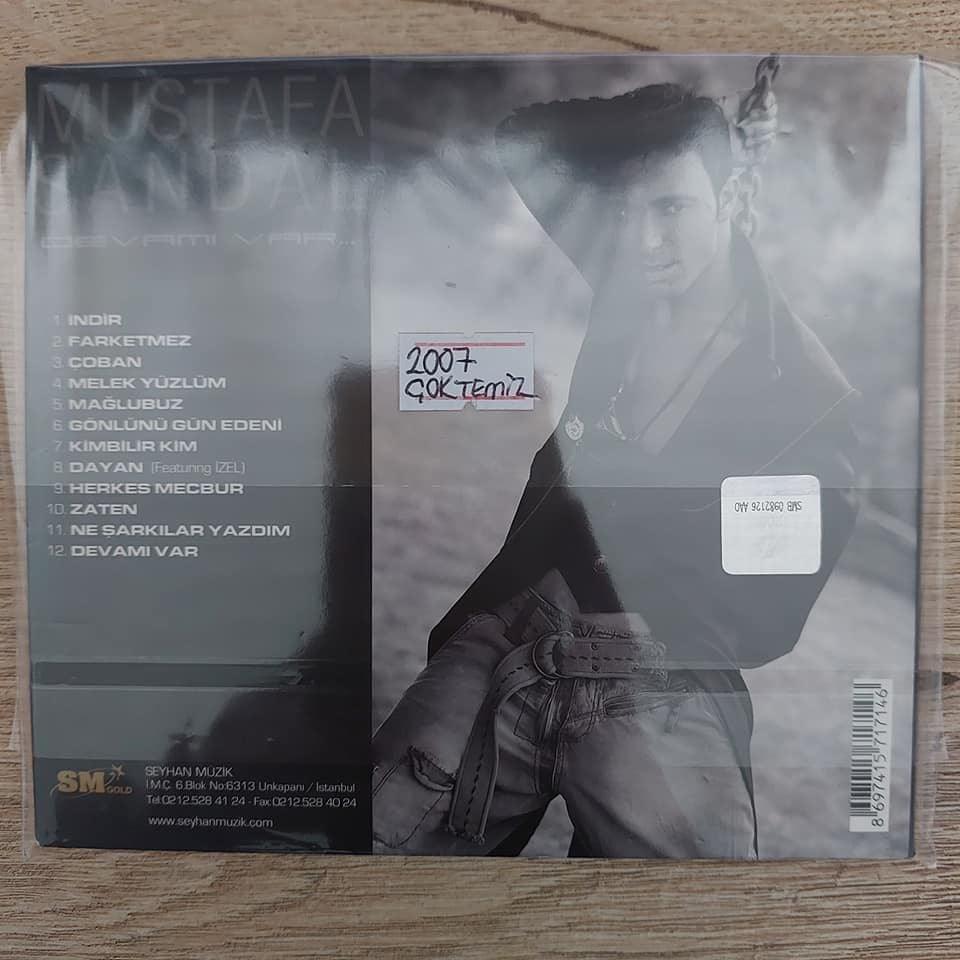 MUSTAFA
SANDAL
DEVAMI VAR...
1. İNDİR
2. FARKETMEZ
3. ÇOBAN
4. MELEK YÜZLÜM
5. MAĞLUBUZ
6. GÖNLÜNÜ GÜN EDENİ
7. KİMBİLİR KİM
8. DAYAN (Featuring İZEL)
9. HERKES MECBUR
10. ZATEN
11. NE ŞARKILAR YAZDIM
12. DEVAMI VAR
2007
ÇOK TEMİZ
SMB 0982126 AAO
SM GOLD
SEYHAN MÜZİK
İ.M.Ç. 6.Blok No:6313 Unkapanı / İstanbul
Tel:0212.528 41 24 - Fax:0212.528 40 24
www.seyhanmuzik.com
8697415717146